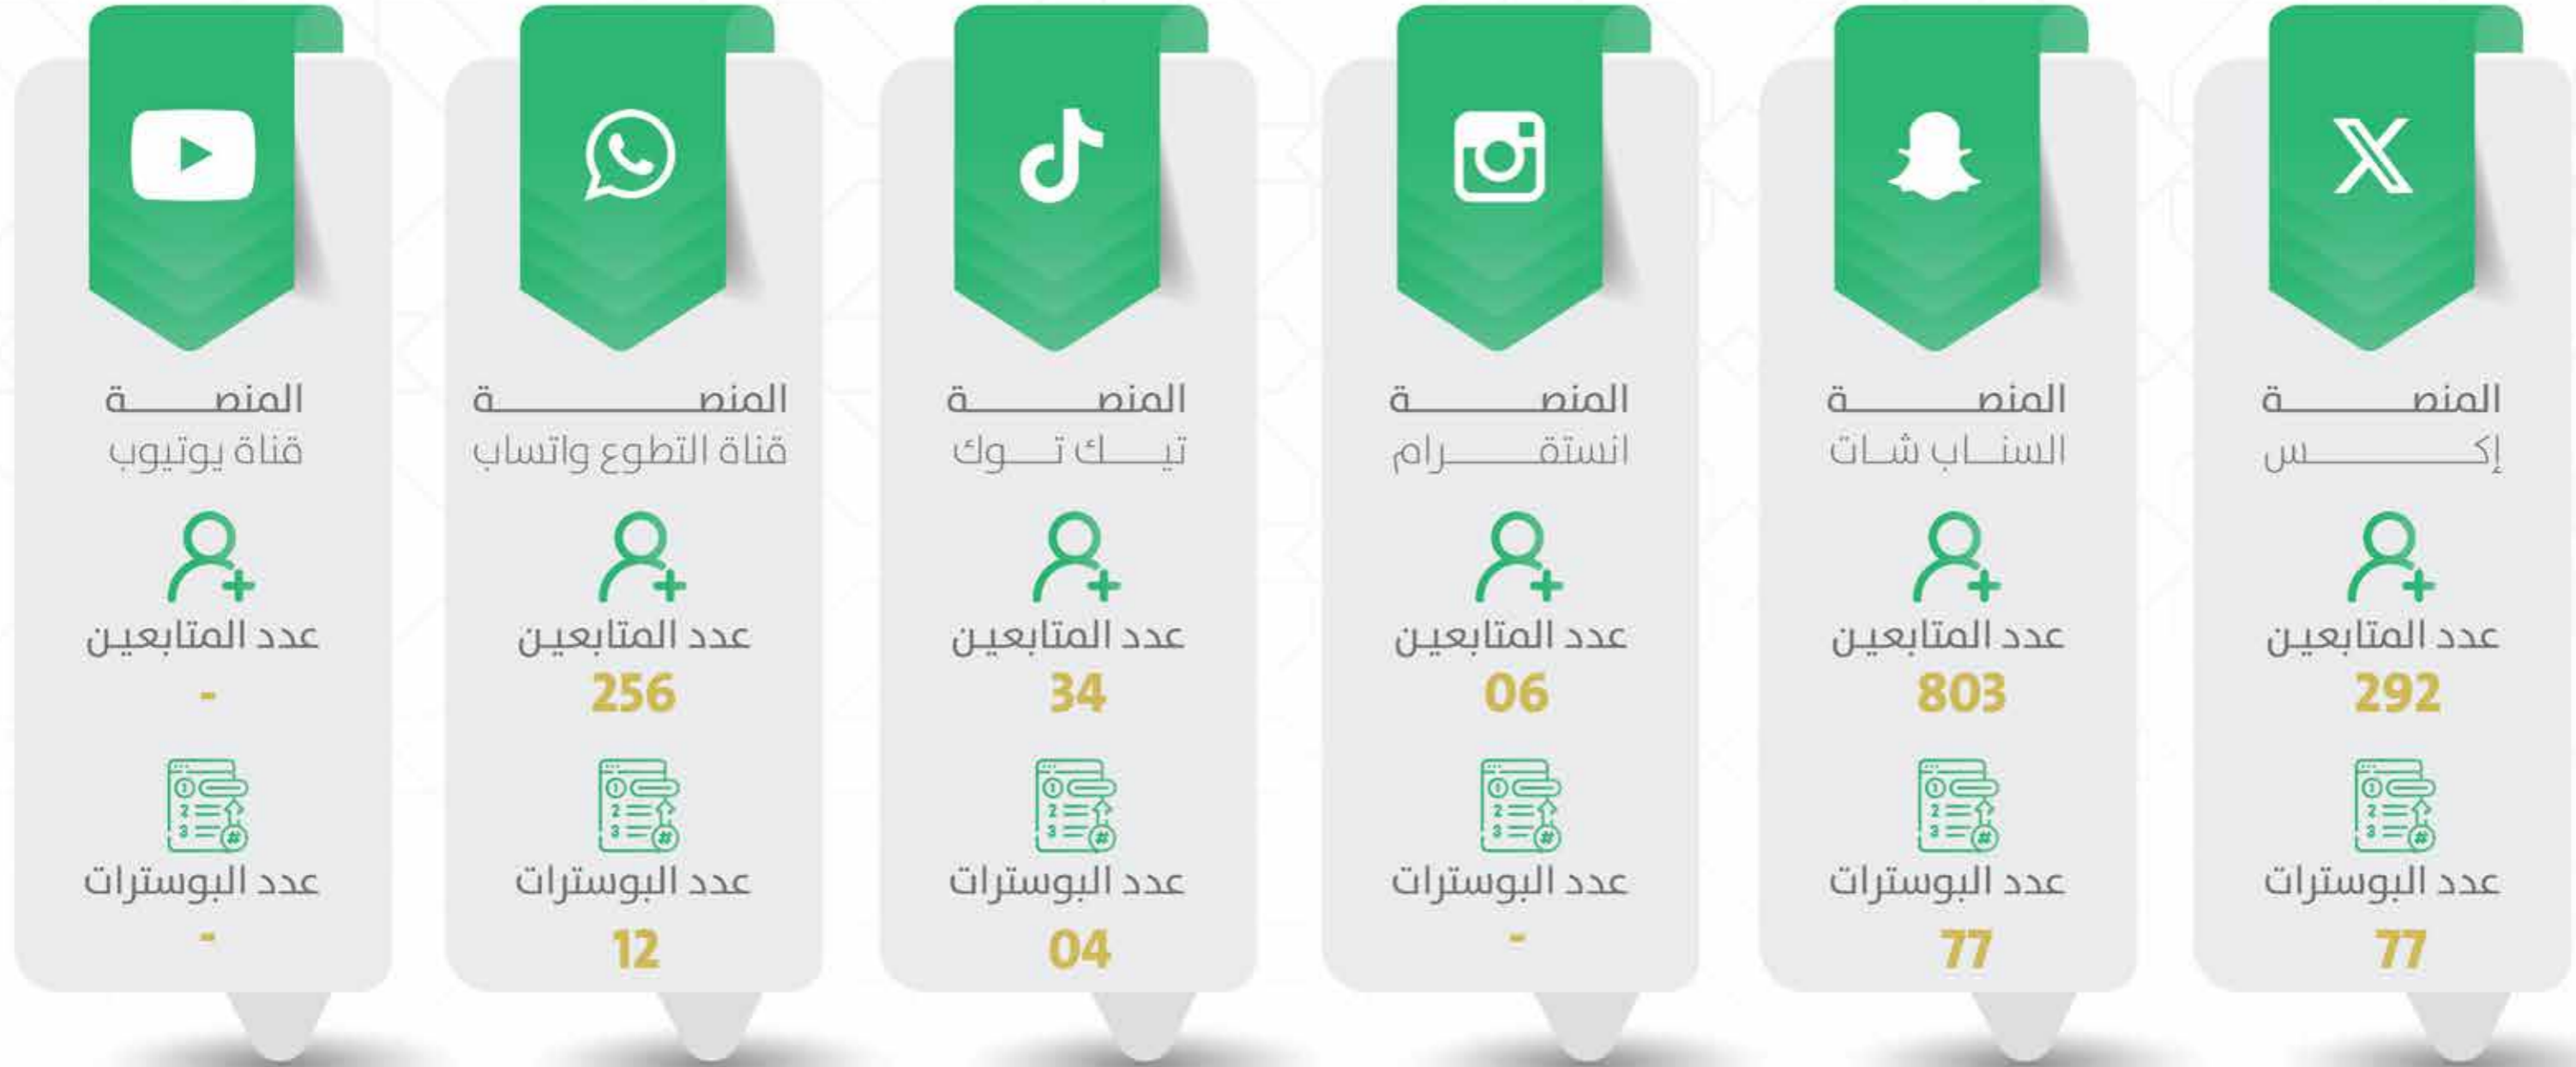 المنصة
إكس
عدد المتابعين
292
عدد البوسترات
77
المنصة
السناب شات
عدد المتابعين
803
عدد البوسترات
77
المنصة
انستقرام
عدد المتابعين
06
عدد البوسترات
-
المنصة
تيك توك
عدد المتابعين
34
عدد البوسترات
04
المنصة
قناة التطوع واتساب
عدد المتابعين
256
عدد البوسترات
12
المنصة
قناة يوتيوب
عدد المتابعين
-
عدد البوسترات
-